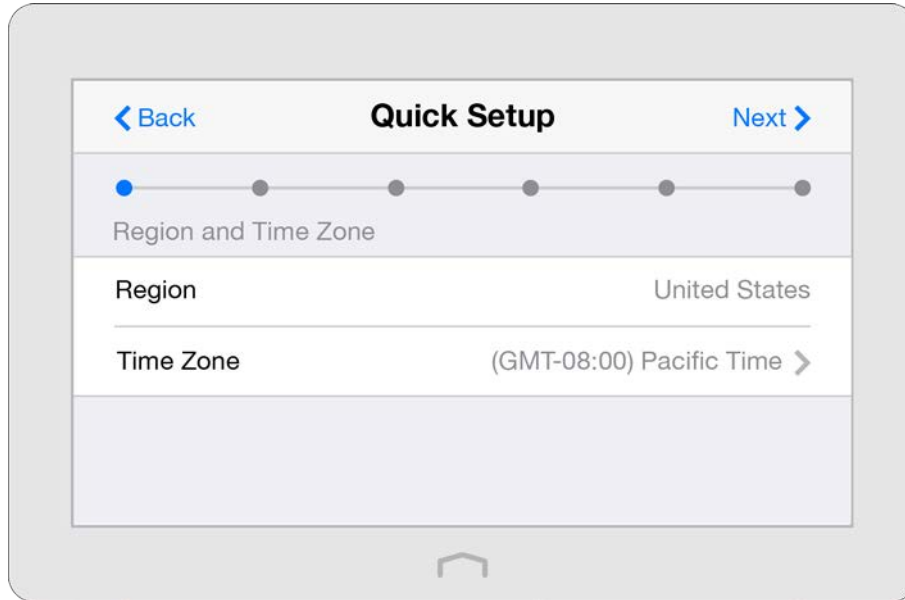 Back Quick Setup Next
Region and Time Zone
Region United States
Time Zone (GMT-08:00) Pacific Time